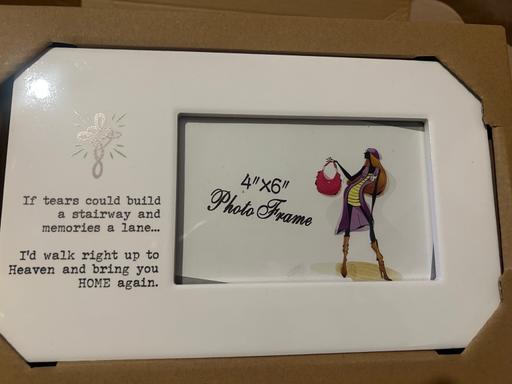 If tears could build
a stairway and
memories a lane...
I'd walk right up to
Heaven and bring you
HOME again.
4"X6"
Photo Frame